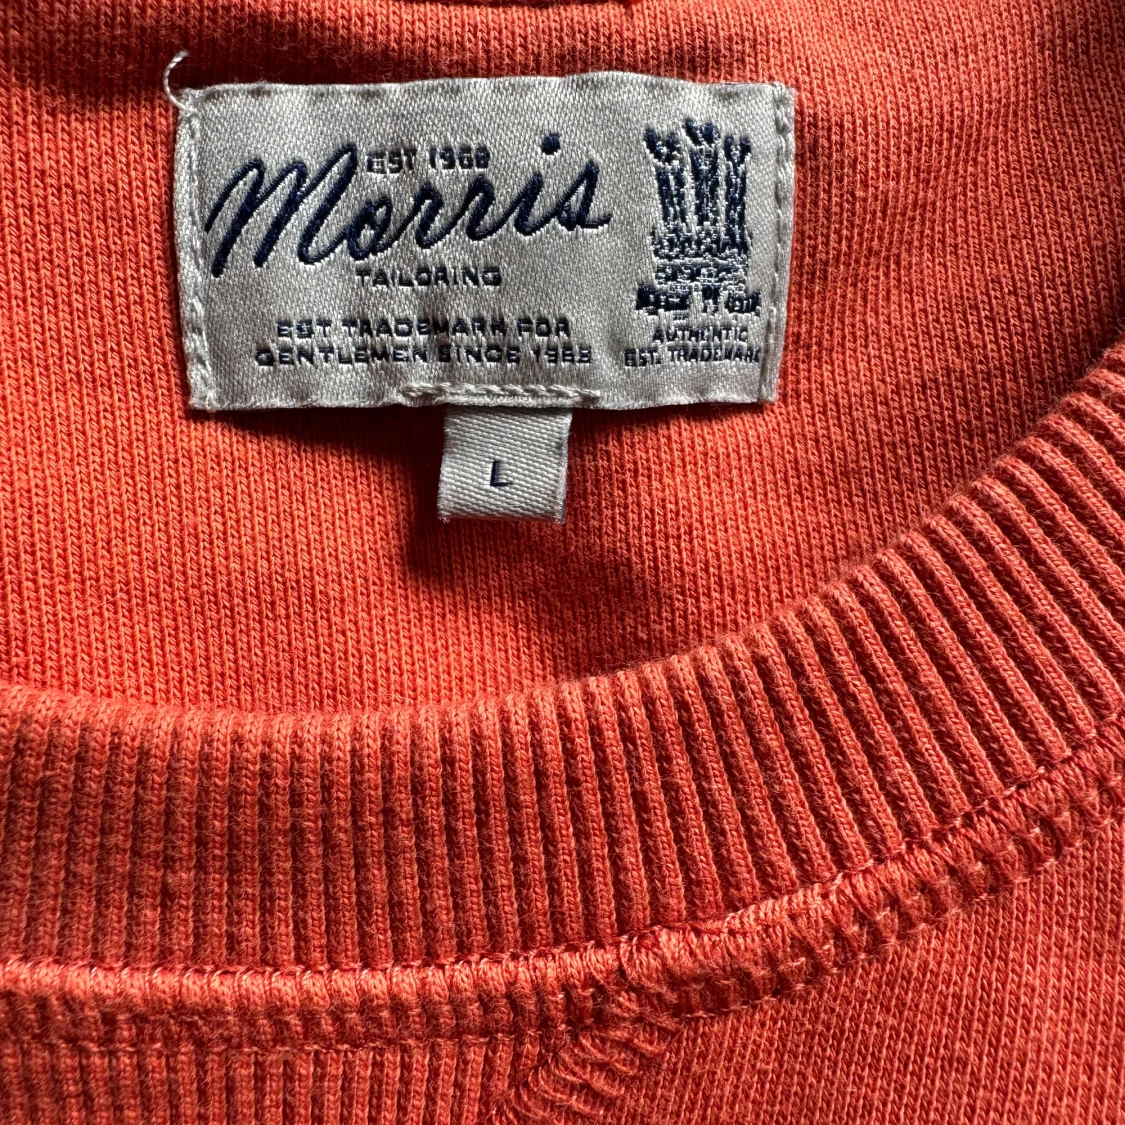 EST 1968
Morris
TAILORING
EST TRADEMARK FOR
GENTLEMEN SINCE 1968
AUTHENTIC
EST. TRADEMARK
L